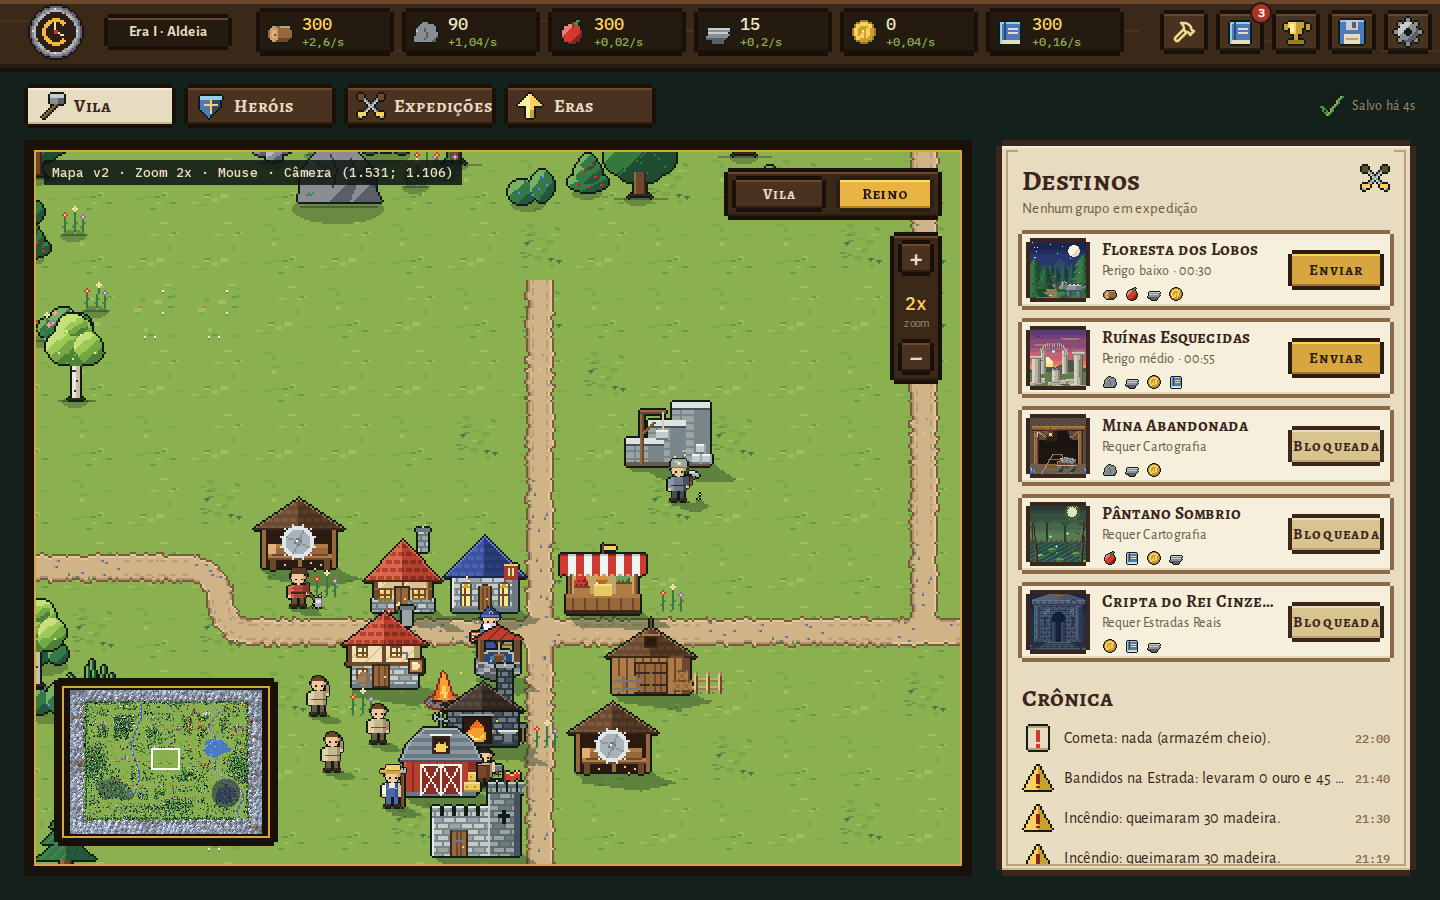 Era I · Aldeia
300
+2,6/s
90
+1,04/s
300
+0,02/s
15
+0,2/s
0
+0,04/s
300
+0,16/s
3
Vila
Heróis
Expedições
Eras
Salvo há 4s
Mapa v2 · Zoom 2x · Mouse · Câmera (1.531; 1.106)
Vila
Reino
+
2x
zoom
−
Destinos
Nenhum grupo em expedição
Floresta dos Lobos
Perigo baixo · 00:30
Enviar
Ruínas Esquecidas
Perigo médio · 00:55
Enviar
Mina Abandonada
Requer Cartografia
Bloqueada
Pântano Sombrio
Requer Cartografia
Bloqueada
Cripta do Rei Cinze...
Requer Estradas Reais
Bloqueada
Crônica
Cometa: nada (armazém cheio). 22:00
Bandidos na Estrada: levaram 0 ouro e 45 ... 21:40
Incêndio: queimaram 30 madeira. 21:30
Incêndio: queimaram 30 madeira. 21:19